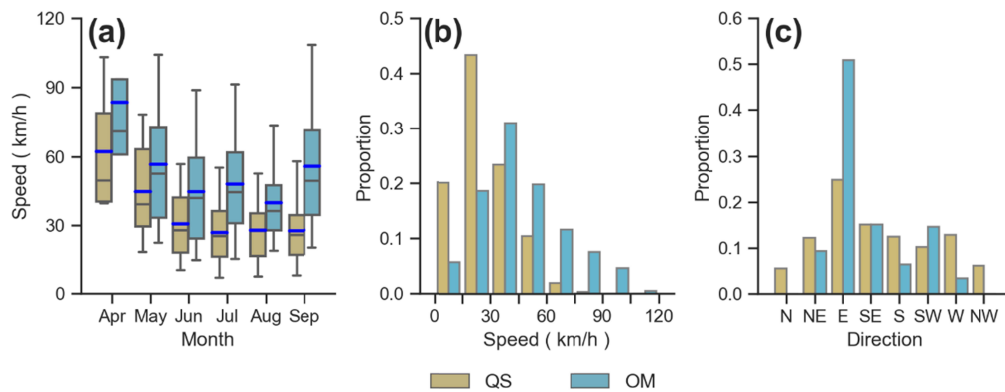 (a)
Speed ( km/h )
120
90
60
30
0
Apr May Jun Jul Aug Sep
Month
(b)
Proportion
0.5
0.4
0.3
0.2
0.1
0.0
0 30 60 90 120
Speed ( km/h )
(c)
Proportion
0.6
0.5
0.4
0.3
0.2
0.1
0.0
N NE E SE S SW W NW
Direction
QS OM